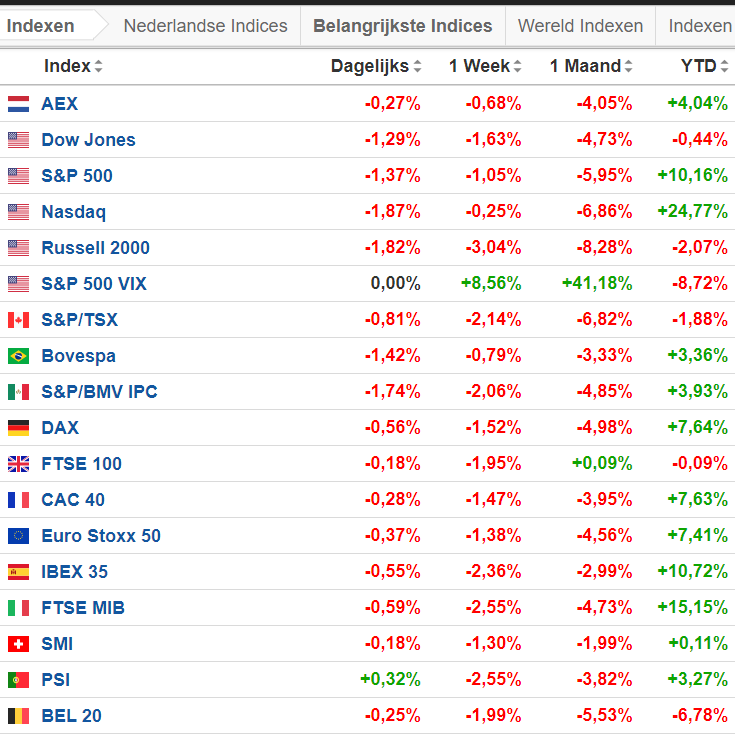 Indexen Nederlandse Indices Belangrijkste Indices Wereld Indexen Indexen
Index Dagelijks 1 Week 1 Maand YTD
AEX -0,27% -0,68% -4,05% +4,04%
Dow Jones -1,29% -1,63% -4,73% -0,44%
S&P 500 -1,37% -1,05% -5,95% +10,16%
Nasdaq -1,87% -0,25% -6,86% +24,77%
Russell 2000 -1,82% -3,04% -8,28% -2,07%
S&P 500 VIX 0,00% +8,56% +41,18% -8,72%
S&P/TSX -0,81% -2,14% -6,82% -1,88%
Bovespa -1,42% -0,79% -3,33% +3,36%
S&P/BMV IPC -1,74% -2,06% -4,85% +3,93%
DAX -0,56% -1,52% -4,98% +7,64%
FTSE 100 -0,18% -1,95% +0,09% -0,09%
CAC 40 -0,28% -1,47% -3,95% +7,63%
Euro Stoxx 50 -0,37% -1,38% -4,56% +7,41%
IBEX 35 -0,55% -2,36% -2,99% +10,72%
FTSE MIB -0,59% -2,55% -4,73% +15,15%
SMI -0,18% -1,30% -1,99% +0,11%
PSI +0,32% -2,55% -3,82% +3,27%
BEL 20 -0,25% -1,99% -5,53% -6,78%